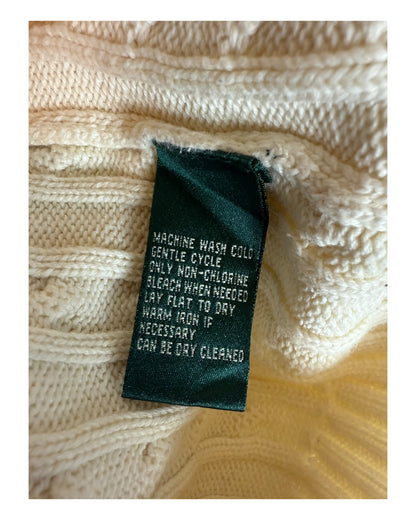 MACHINE WASH COLD
GENTLE CYCLE
ONLY NON-CHLORINE
BLEACH WHEN NEEDED
LAY FLAT TO DRY
WARM IRON IF
NECESSARY
CAN BE DRY CLEANED